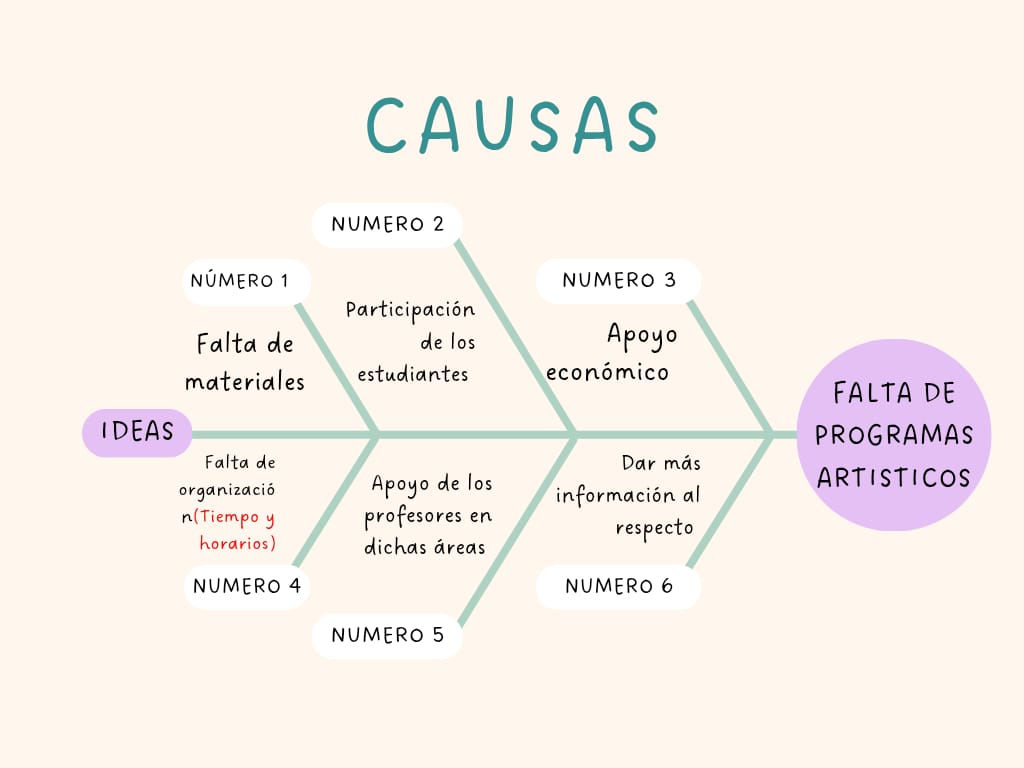 CAUSAS
NUMERO 2
NÚMERO 1
NUMERO 3
Participación
de los
estudiantes
Falta de
materiales
Apoyo
económico
IDEAS
FALTA DE
PROGRAMAS
ARTISTICOS
Falta de
organizació
n(Tiempo y
horarios)
Apoyo de los
profesores en
dichas áreas
Dar más
información al
respecto
NUMERO 4
NUMERO 5
NUMERO 6